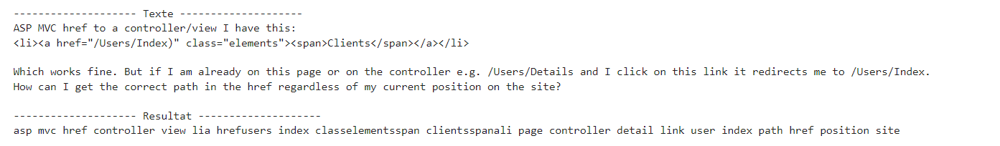 -------------------- Texte --------------------
ASP MVC href to a controller/view I have this:
<li><a href="/Users/Index)" class="elements"><span>Clients</span></a></li>
Which works fine. But if I am already on this page or on the controller e.g. /Users/Details and I click on this link it redirects me to /Users/Index.
How can I get the correct path in the href regardless of my current position on the site?
-------------------- Resultat --------------------
asp mvc href controller view lia hrefusers index classelementsspan clientsspanali page controller detail link user index path href position site